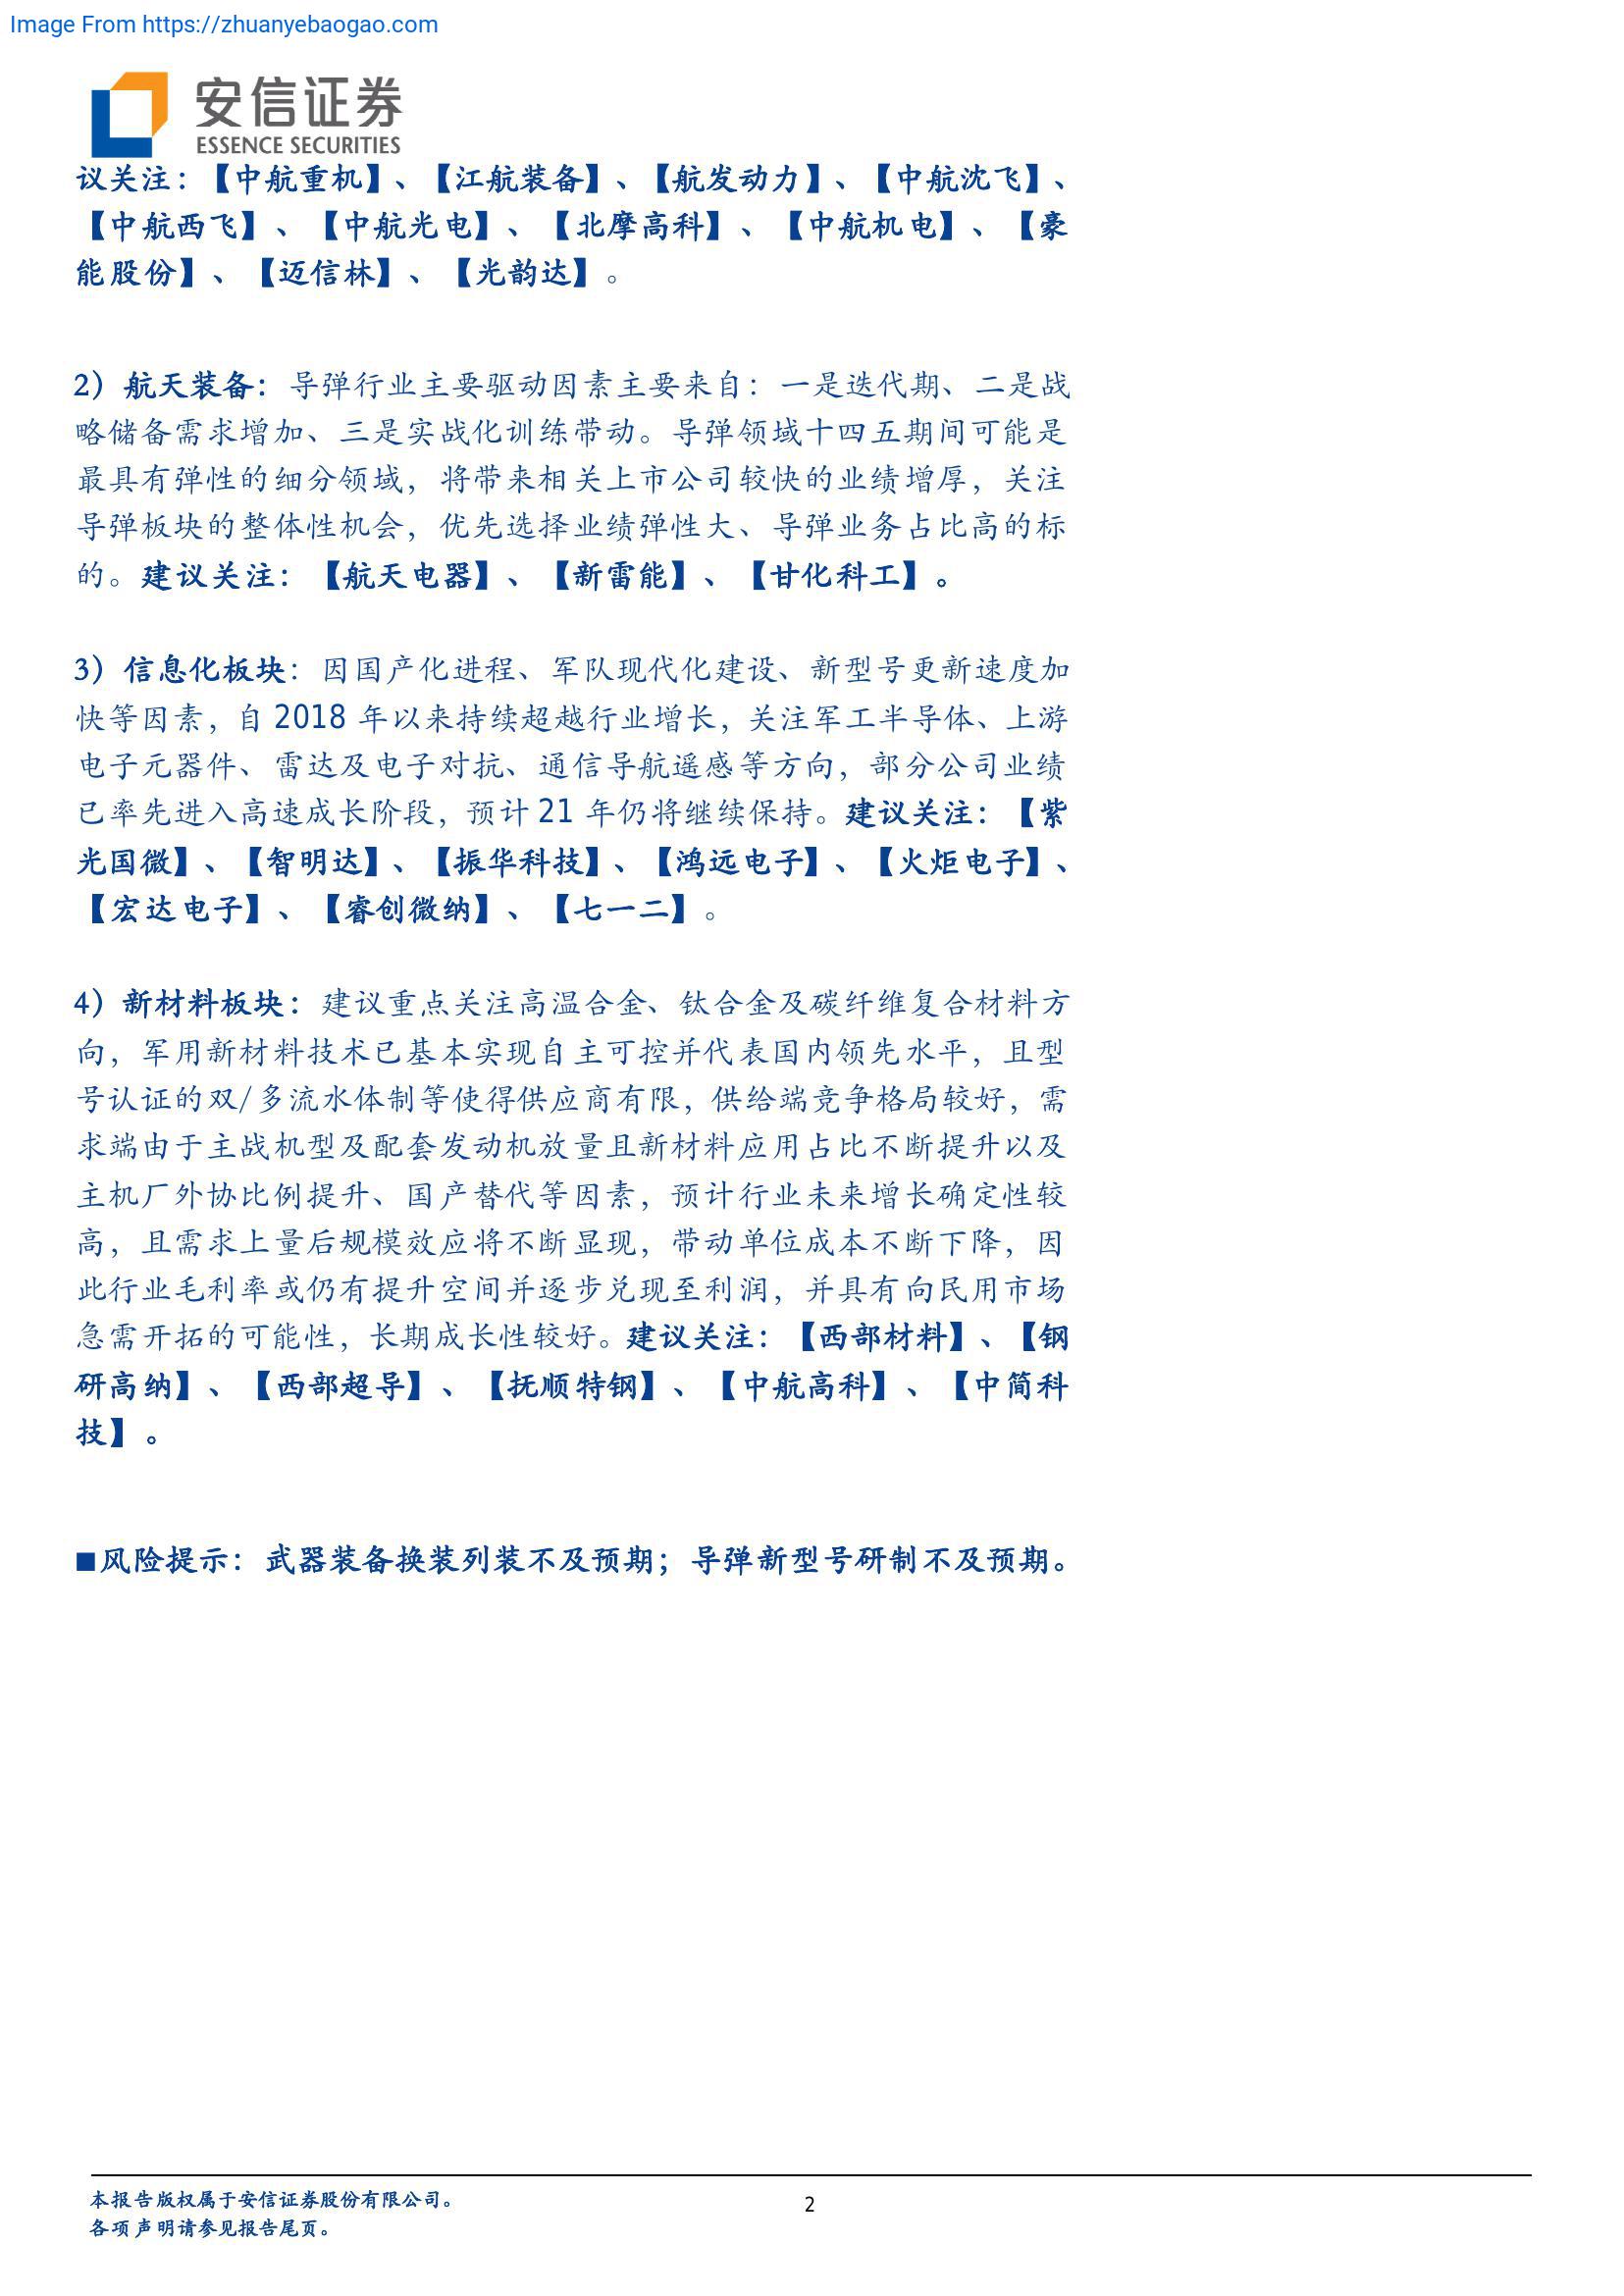 Image From https://zhuanyebaogao.com
安信证券
ESSENCE SECURITIES
议关注：【中航重机】、【江航装备】、【航发动力】、【中航沈飞】、
【中航西飞】、【中航光电】、【北摩高科】、【中航机电】、【豪
能股份】、【迈信林】、【光韵达】。
2）航天装备：导弹行业主要驱动因素主要来自：一是迭代期、二是战
略储备需求增加、三是实战化训练带动。导弹领域十四五期间可能是
最具有弹性的细分领域，将带来相关上市公司较快的业绩增厚，关注
导弹板块的整体性机会，优先选择业绩弹性大、导弹业务占比高的标
的。建议关注：【航天电器】、【新雷能】、【甘化科工】。
3）信息化板块：因国产化进程、军队现代化建设、新型号更新速度加
快等因素，自 2018 年以来持续超越行业增长，关注军工半导体、上游
电子元器件、雷达及电子对抗、通信导航遥感等方向，部分公司业绩
已率先进入高速成长阶段，预计 21 年仍将继续保持。建议关注：【紫
光国微】、【智明达】、【振华科技】、【鸿远电子】、【火炬电子】、
【宏达电子】、【睿创微纳】、【七一二】。
4）新材料板块：建议重点关注高温合金、钛合金及碳纤维复合材料方
向，军用新材料技术已基本实现自主可控并代表国内领先水平，且型
号认证的双/多流水体制等使得供应商有限，供给端竞争格局较好，需
求端由于主战机型及配套发动机放量且新材料应用占比不断提升以及
主机厂外协比例提升、国产替代等因素，预计行业未来增长确定性较
高，且需求上量后规模效应将不断显现，带动单位成本不断下降，因
此行业毛利率或仍有提升空间并逐步兑现至利润，并具有向民用市场
急需开拓的可能性，长期成长性较好。建议关注：【西部材料】、【钢
研高纳】、【西部超导】、【抚顺特钢】、【中航高科】、【中简科
技】。
■风险提示：武器装备换装列装不及预期；导弹新型号研制不及预期。
本报告版权属于安信证券股份有限公司。
2
各项声明请参见报告尾页。